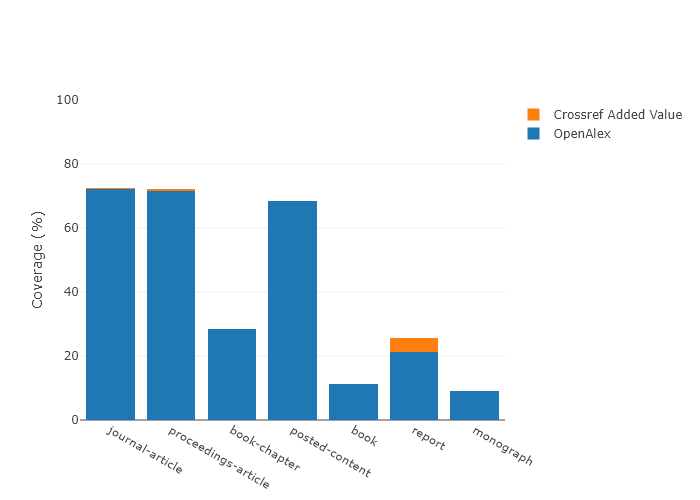 100
80
60
40
20
0
Coverage (%)
journal-article
proceedings-article
book-chapter
posted-content
book
report
monograph
Crossref Added Value
OpenAlex